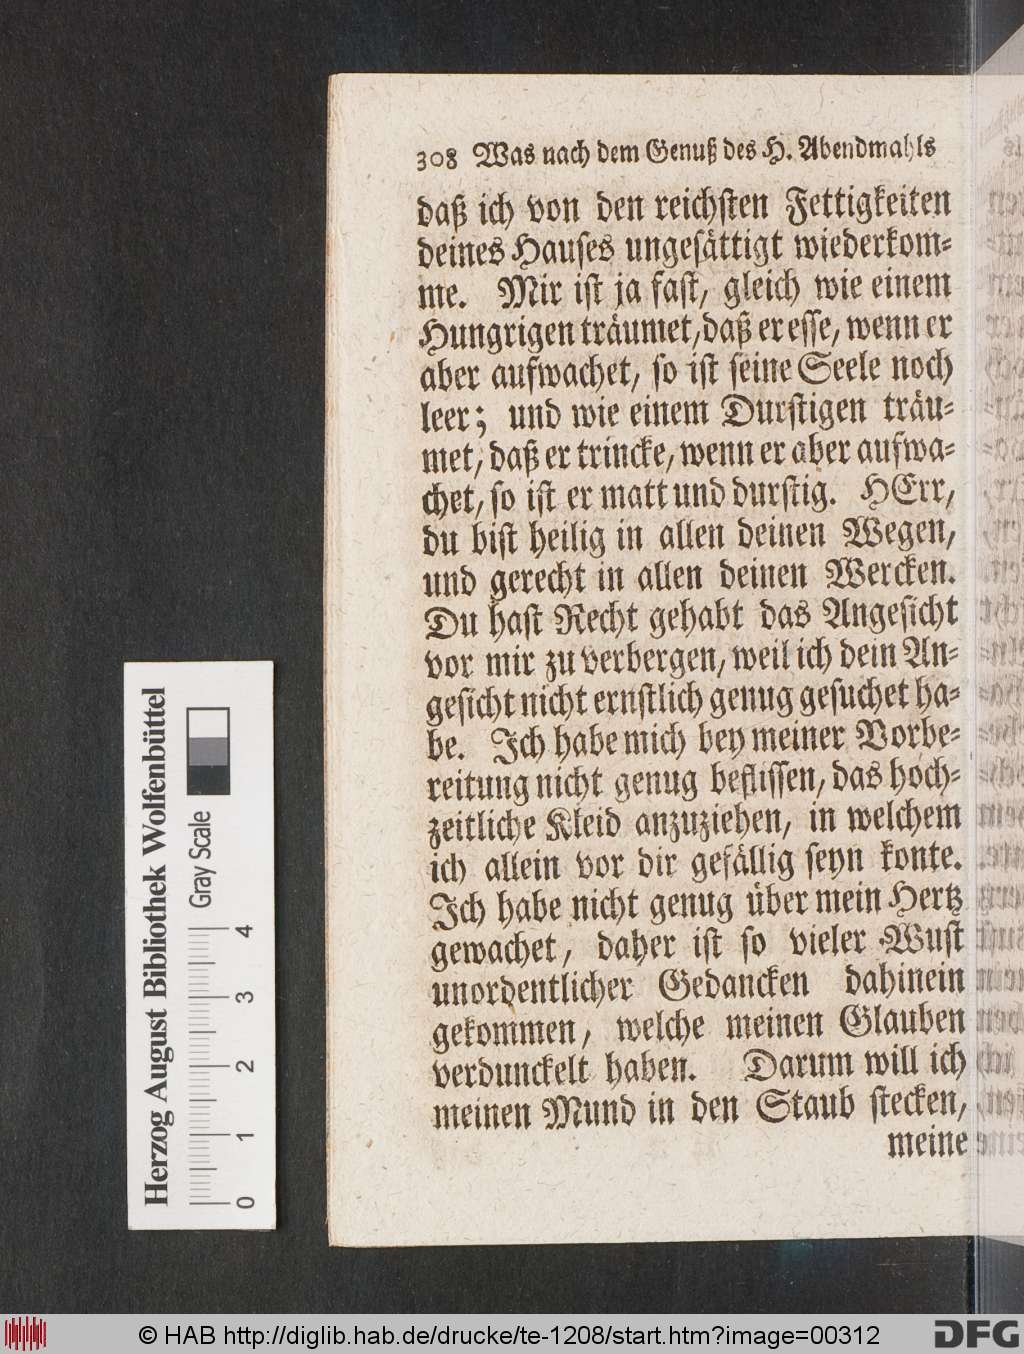 308 Was nach dem Genuß des H. Abendmahls
daß ich von den reichsten Fettigkeiten
deines Hauses ungesättigt wiederkom-
me. Mir ist ja fast, gleich wie einem
Hungrigen träumet, daß er esse, wenn er
aber aufwachet, so ist seine Seele noch
leer; und wie einem Durstigen träu-
met, daß er trincke, wenn er aber aufwa-
chet, so ist er matt und durstig. HErr,
du bist heilig in allen deinen Wegen,
und gerecht in allen deinen Wercken.
Du hast Recht gehabt das Angesicht
vor mir zu verbergen, weil ich dein An-
gesicht nicht ernstlich genug gesuchet ha-
be. Ich habe mich bey meiner Vorbe-
reitung nicht genug beflissen, das hoch-
zeitliche Kleid anzuziehen, in welchem
ich allein vor dir gefällig seyn konte.
Ich habe nicht genug über mein Hertz
gewachet, daher ist so vieler Wust
unordentlicher Gedancken dahinein
gekommen, welche meinen Glauben
verdunckelt haben. Darum will ich
meinen Mund in den Staub stecken,
meine
Herzog August Bibliothek Wolfenbüttel
Gray Scale
0 1 2 3 4
© HAB http://diglib.hab.de/drucke/te-1208/start.htm?image=00312
DFG